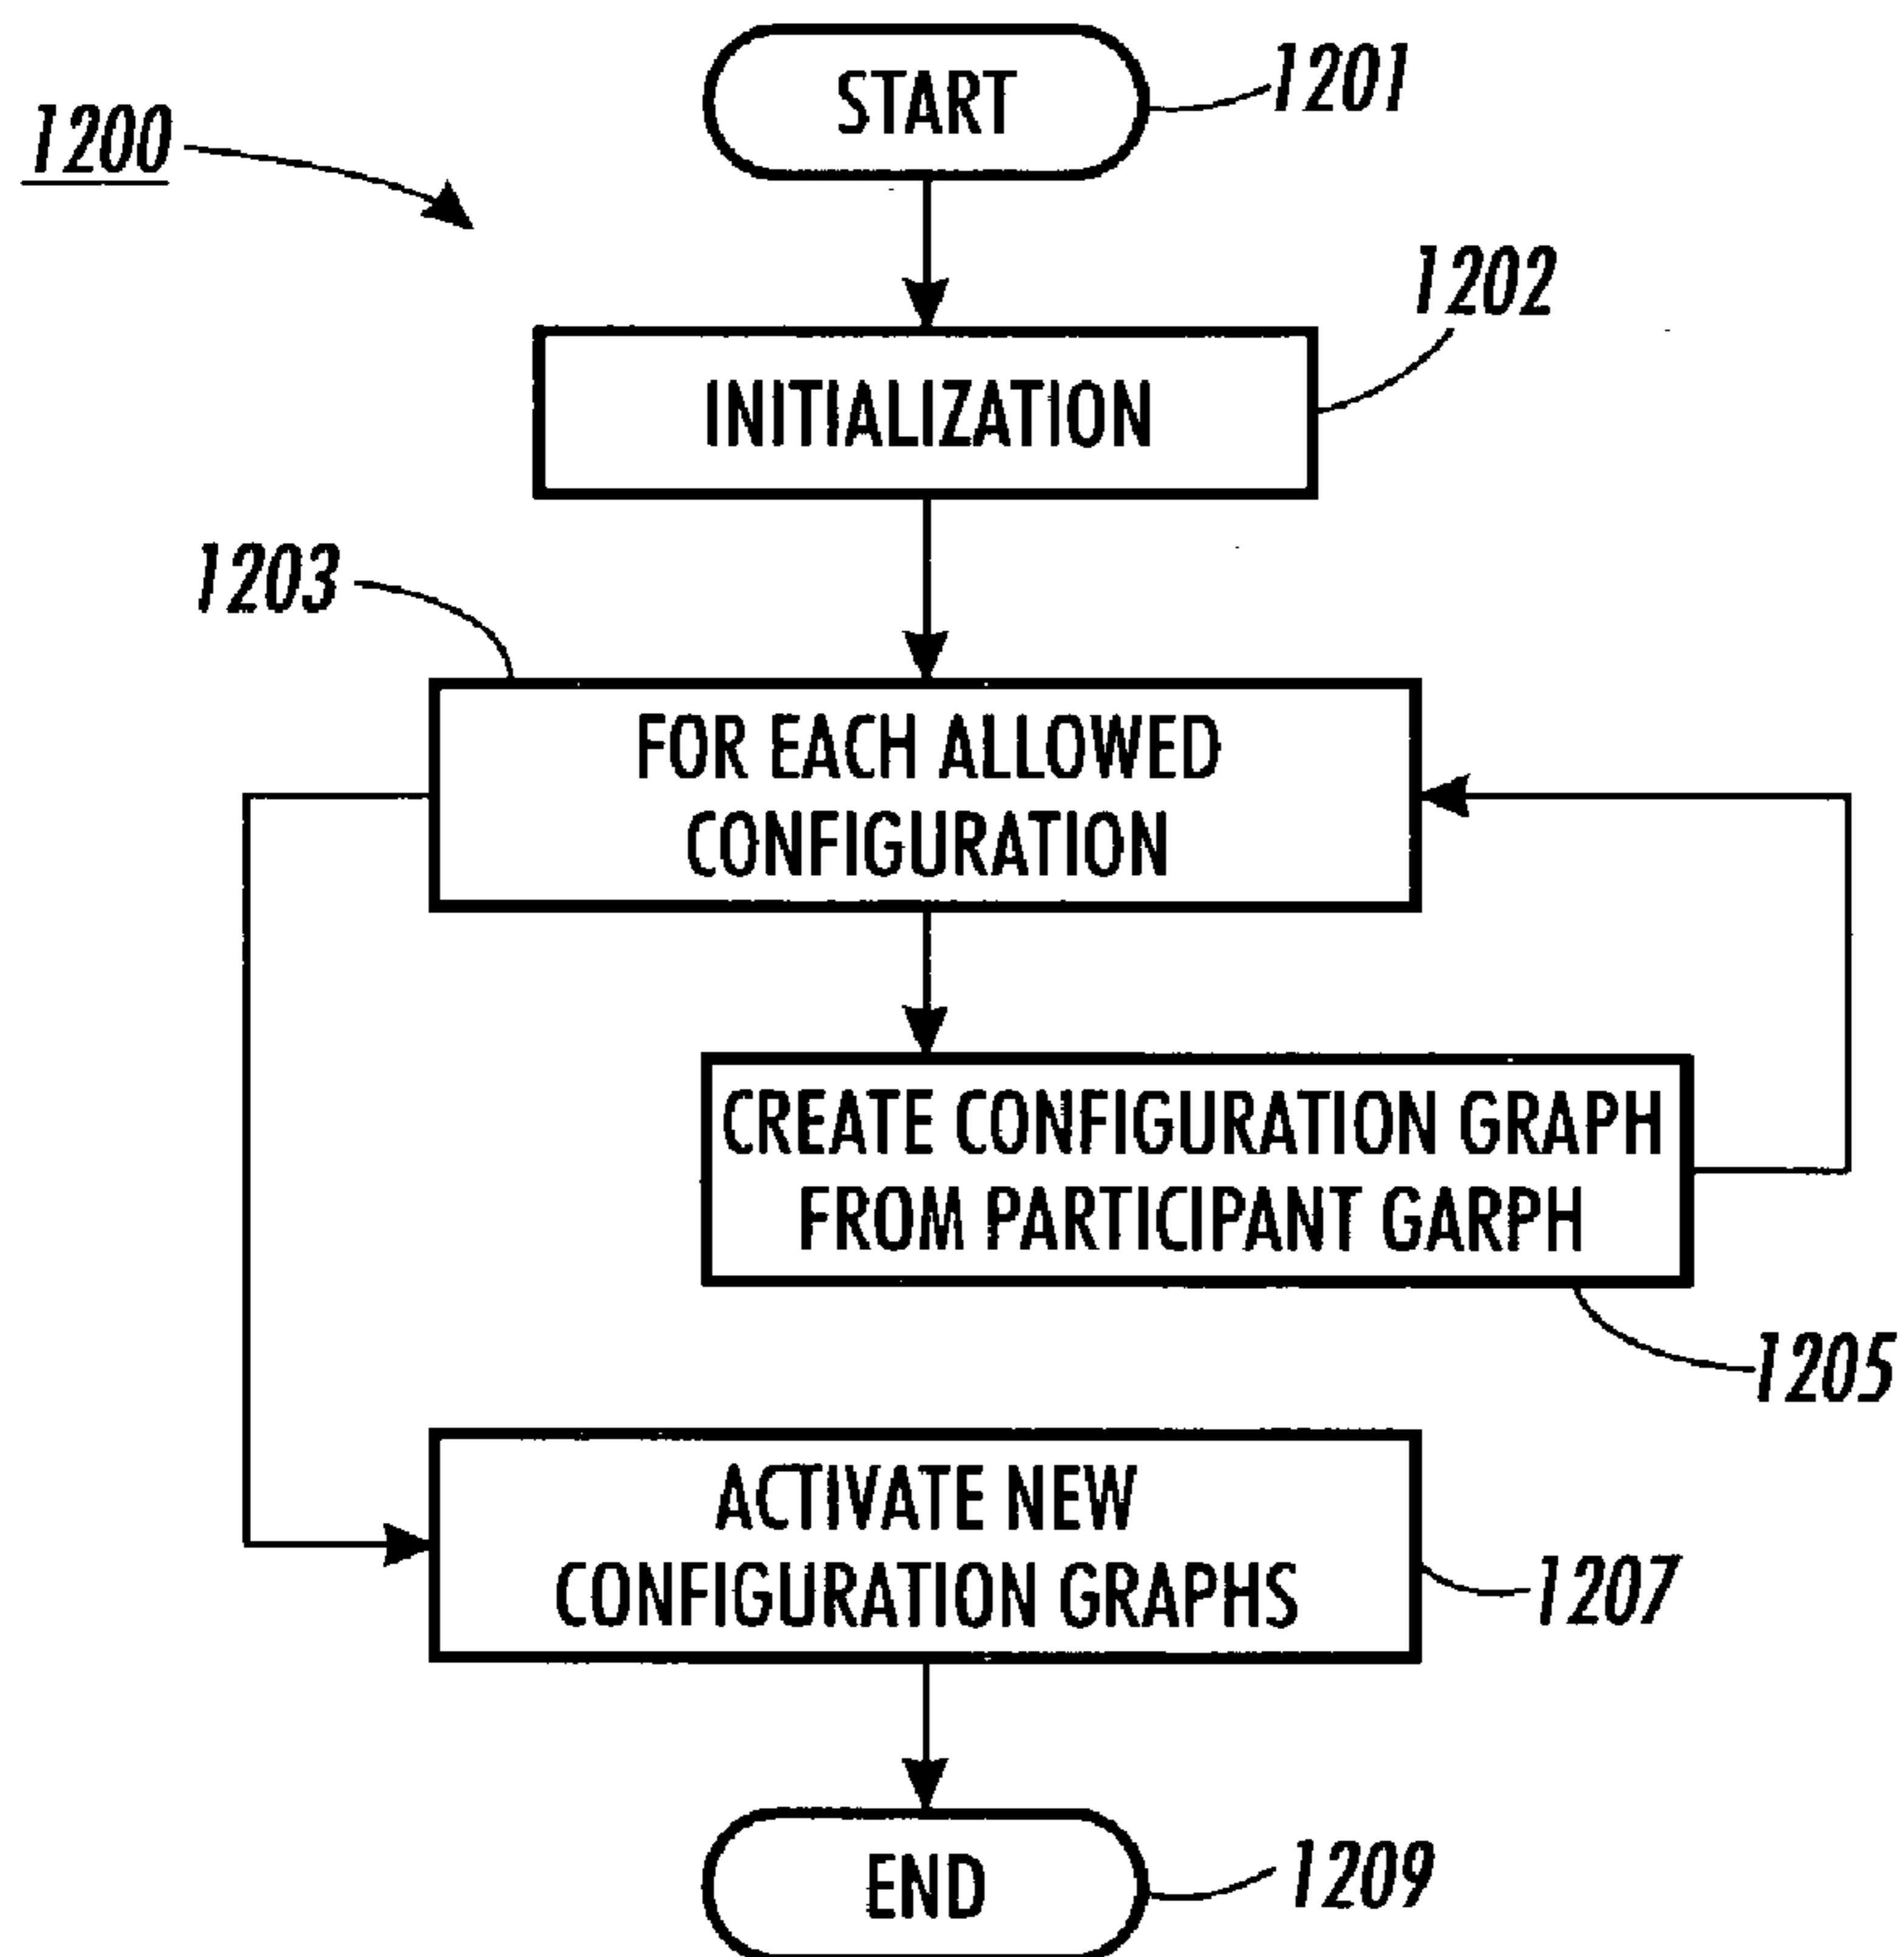 START
1201
1200
1202
INITIALIZATION
1203
FOR EACH ALLOWED
CONFIGURATION
CREATE CONFIGURATION GRAPH
FROM PARTICIPANT GARPH
1205
ACTIVATE NEW
CONFIGURATION GRAPHS
1207
END
1209